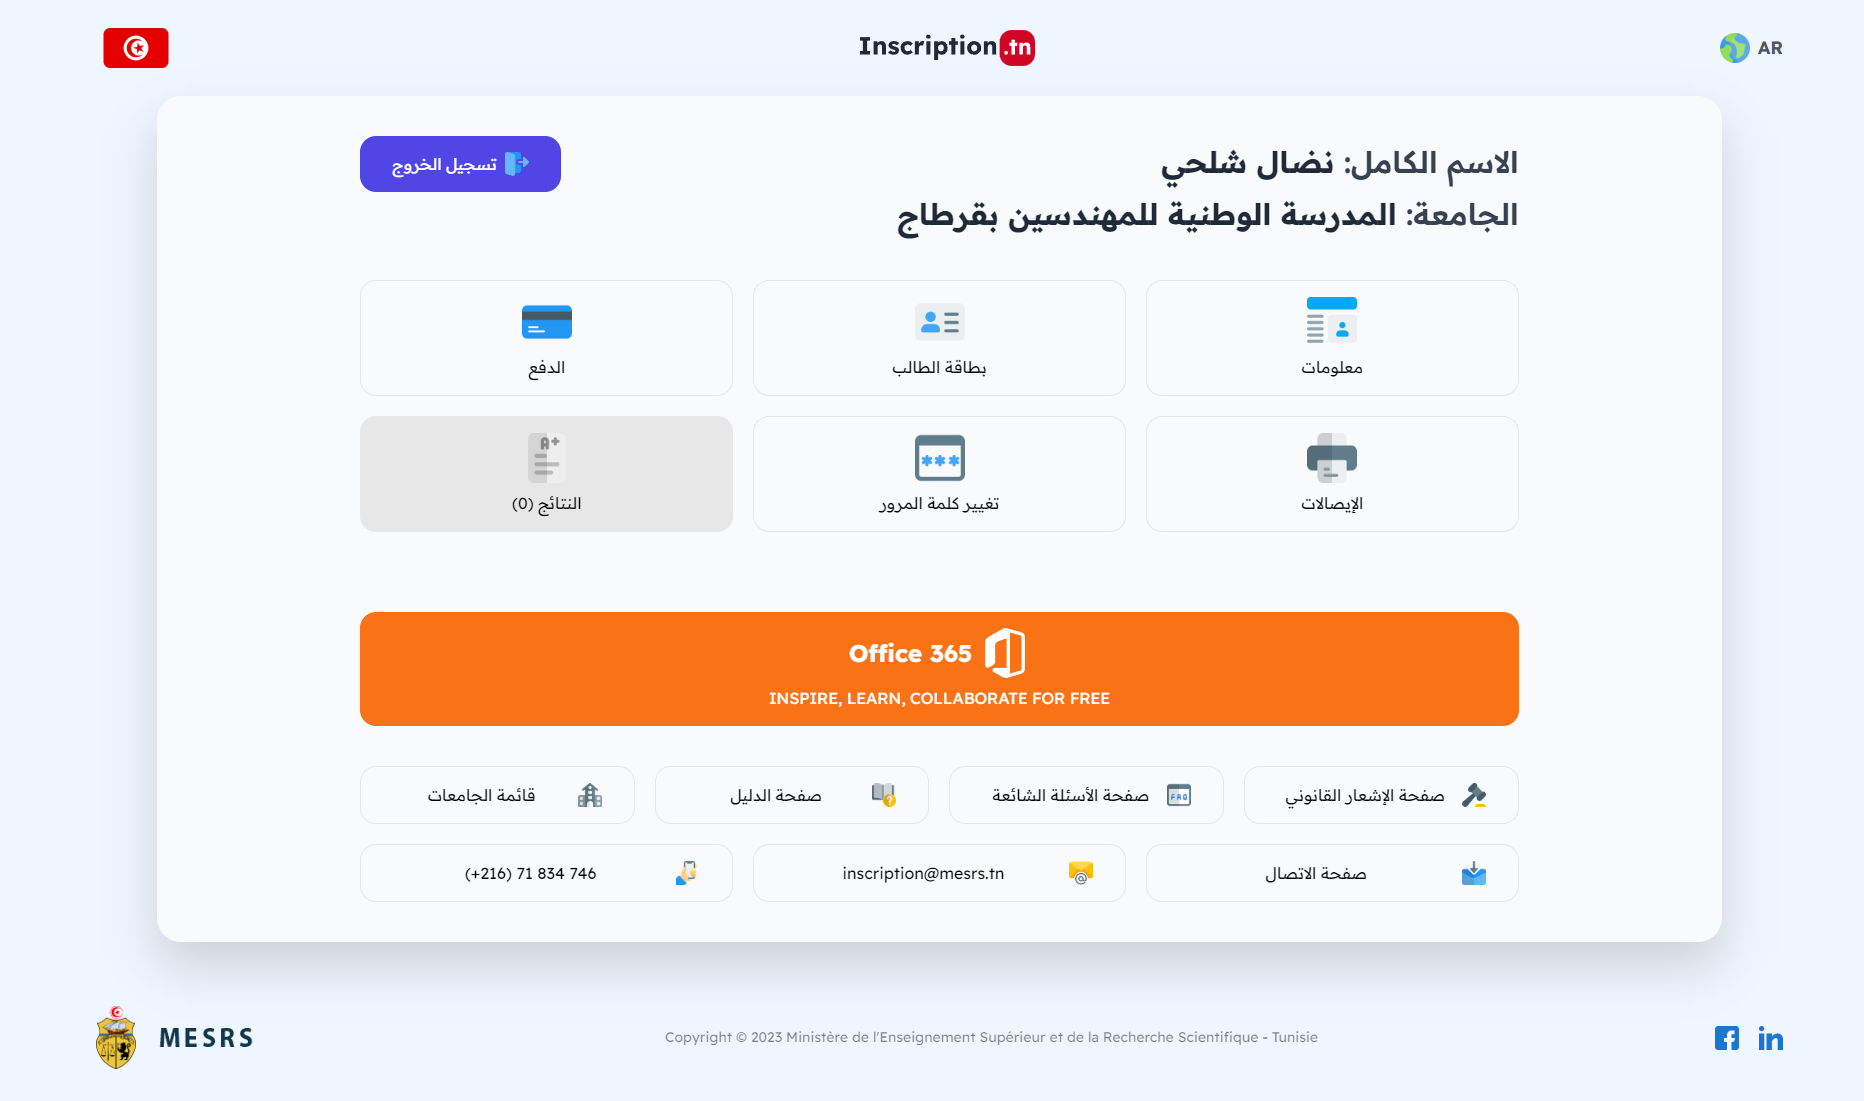 Inscription.tn
AR
الاسم الكامل: نضال شلحي
الجامعة: المدرسة الوطنية للمهندسين بقرطاج
تسجيل الخروج
معلومات
بطاقة الطالب
الدفع
الإيصالات
تغيير كلمة المرور
النتائج (0)
A+
***
Office 365
INSPIRE, LEARN, COLLABORATE FOR FREE
صفحة الإشعار القانوني
صفحة الأسئلة الشائعة
FAQ
صفحة الدليل
قائمة الجامعات
صفحة الاتصال
inscription@mesrs.tn
(+216) 71 834 746
MESRS
Copyright © 2023 Ministère de l'Enseignement Supérieur et de la Recherche Scientifique - Tunisie